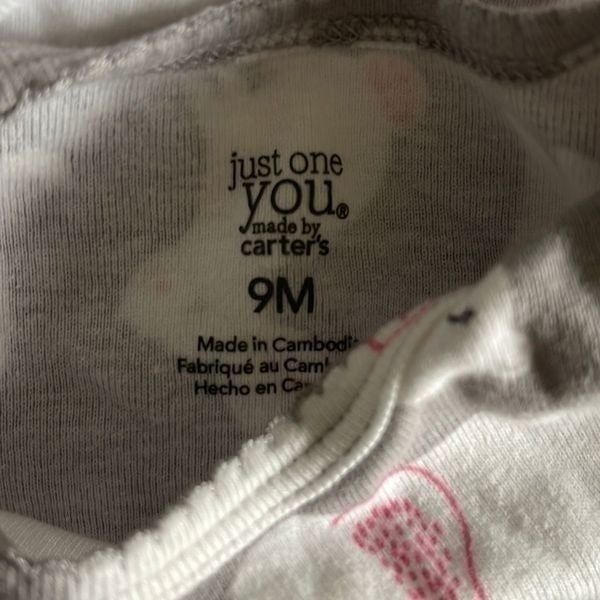 just one
you®
made by
carter's
9M
Made in
Fabriqué au
Hecho en